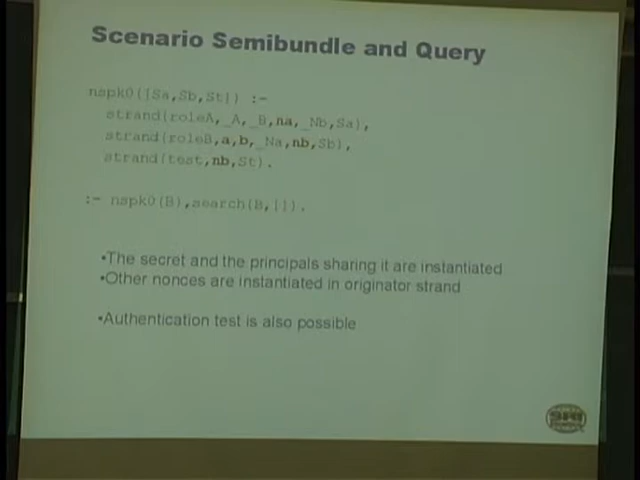 Scenario Semibundle and Query
nspk0([Sa,Sb,St]) :-
strand(roleA,_A,_B,na,_Nb,Sa),
strand(roleB,a,b,_Na,nb,Sb),
strand(test,nb,St).
:- nspk0(B),search(B,[]).
•The secret and the principals sharing it are instantiated
•Other nonces are instantiated in originator strand
•Authentication test is also possible
SRI